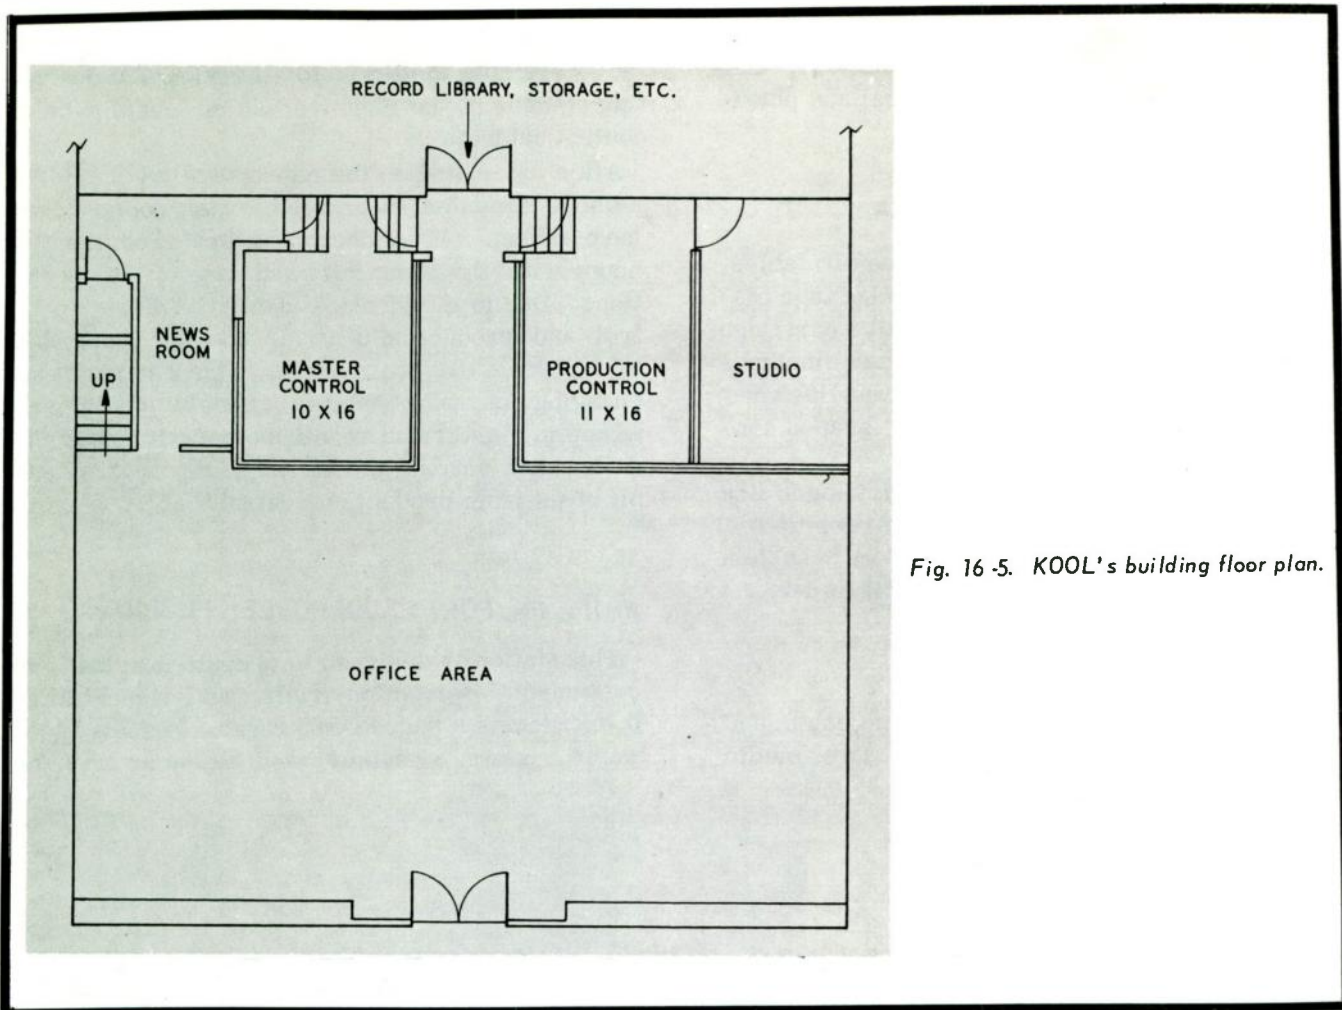 RECORD LIBRARY, STORAGE, ETC.
NEWS
ROOM
UP
MASTER
CONTROL
10 X 16
PRODUCTION
CONTROL
11 X 16
STUDIO
Fig. 16-5. KOOL's building floor plan.
OFFICE AREA